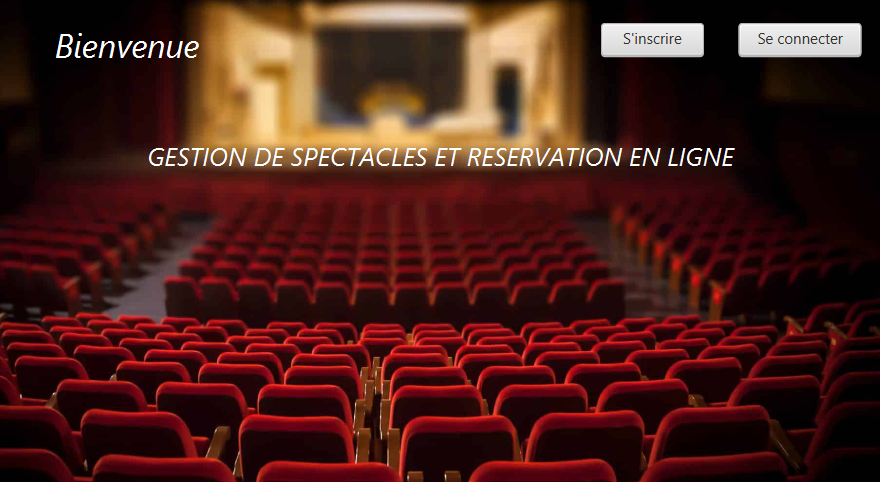 Bienvenue
S'inscrire
Se connecter
GESTION DE SPECTACLES ET RESERVATION EN LIGNE